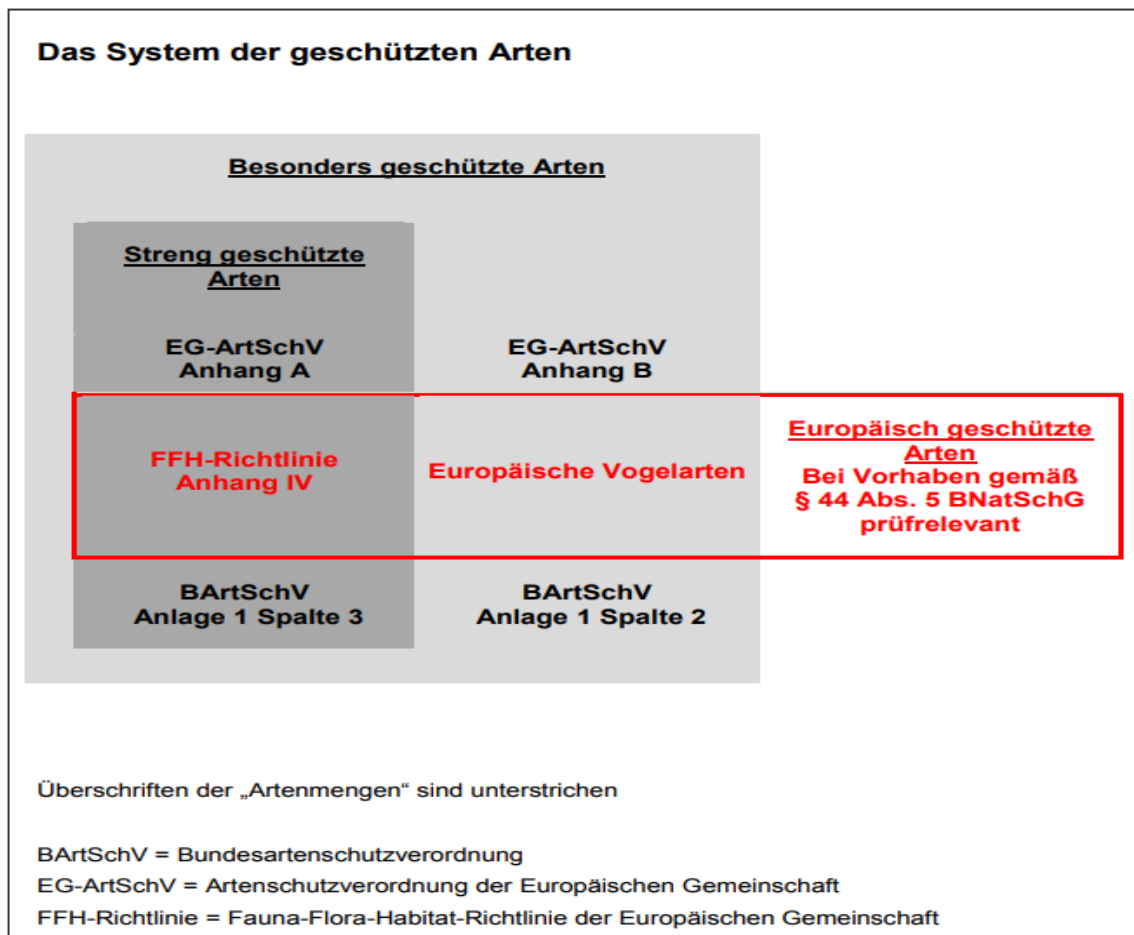 Das System der geschützten Arten
Besonders geschützte Arten
Streng geschützte
Arten
EG-ArtSchV
Anhang A
EG-ArtSchV
Anhang B
FFH-Richtlinie
Anhang IV
Europäische Vogelarten
Europäisch geschützte
Arten
Bei Vorhaben gemäß
§ 44 Abs. 5 BNatSchG
prüfrelevant
BArtSchV
Anlage 1 Spalte 3
BArtSchV
Anlage 1 Spalte 2
Überschriften der „Artenmengen“ sind unterstrichen
BArtSchV = Bundesartenschutzverordnung
EG-ArtSchV = Artenschutzverordnung der Europäischen Gemeinschaft
FFH-Richtlinie = Fauna-Flora-Habitat-Richtlinie der Europäischen Gemeinschaft